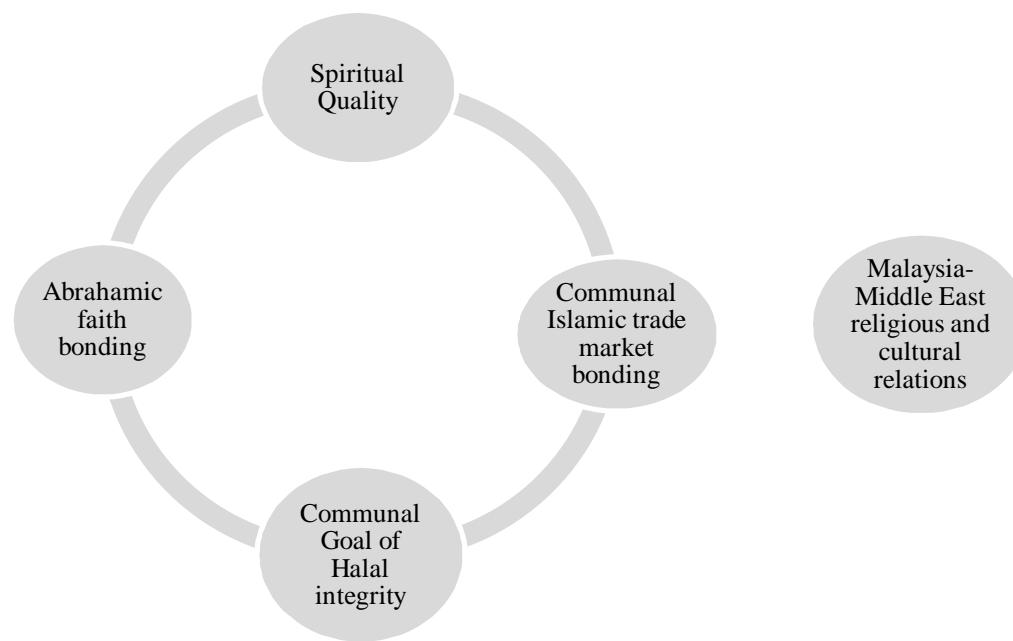 Spiritual
Quality
Abrahamic
faith
bonding
Communal
Islamic trade
market
bonding
Malaysia-
Middle East
religious and
cultural
relations
Communal
Goal of
Halal
integrity